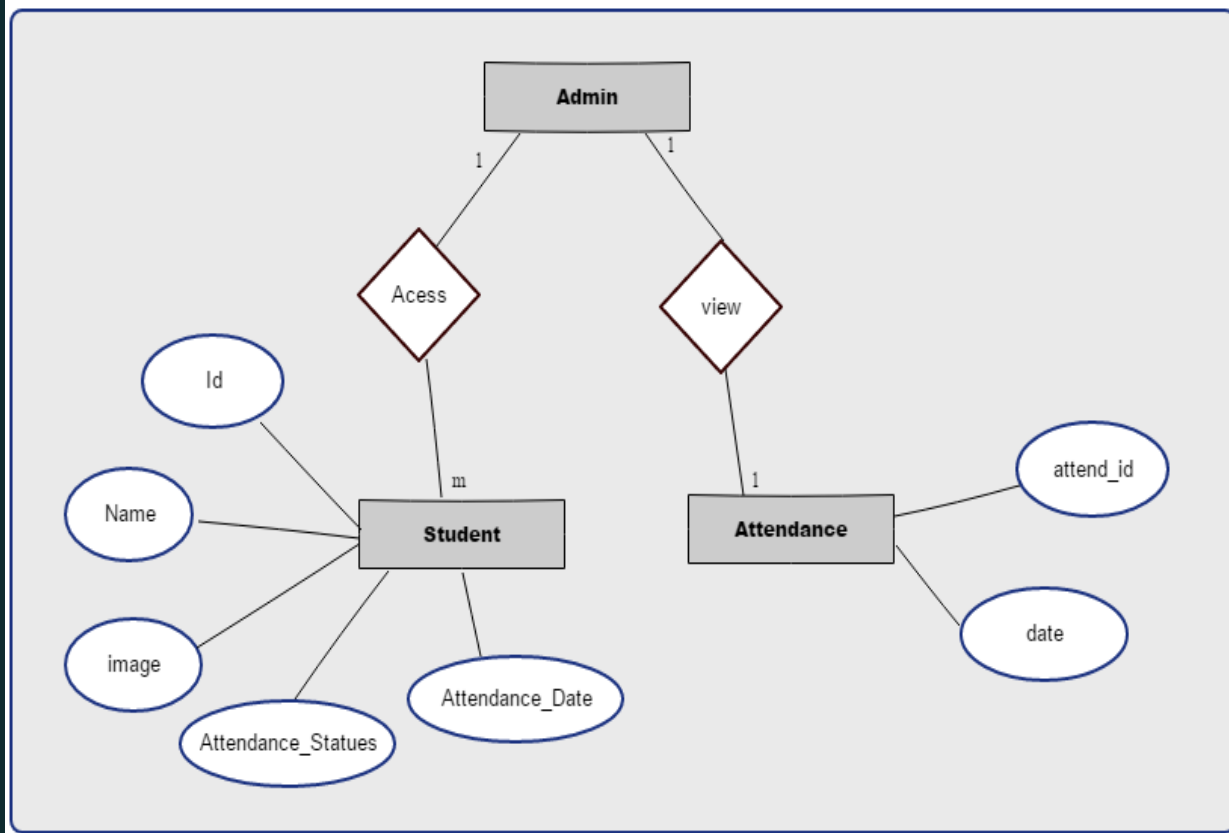 Admin
1
1
Acess
view
Id
m
1
attend_id
Name
Student
Attendance
image
date
Attendance_Date
Attendance_Statues